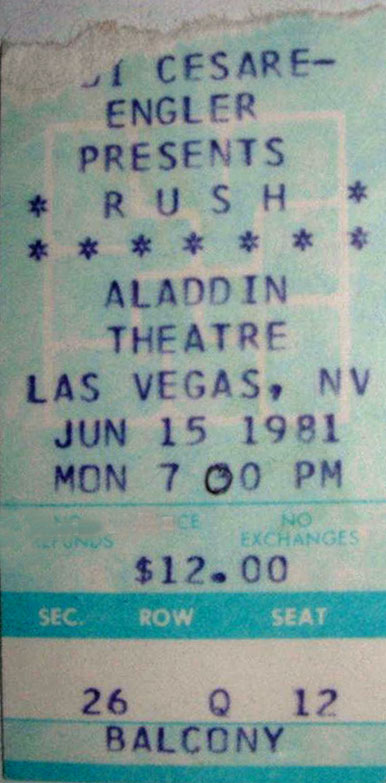 CESARE-
ENGLER
PRESENTS
* R U S H *
* * * * * * *
ALADDIN
THEATRE
LAS VEGAS, NV
JUN 15 1981
MON 7 00 PM
NO
EXCHANGES
$12.00
SEC. ROW SEAT
26 Q 12
BALCONY